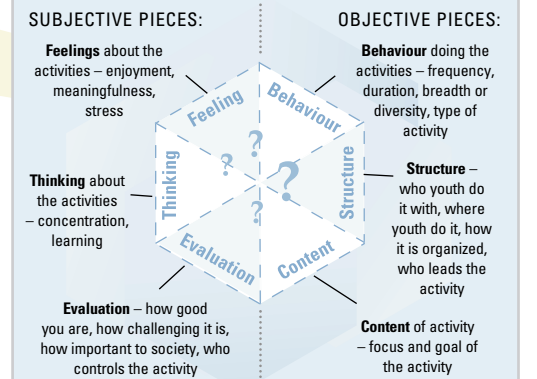 SUBJECTIVE PIECES:
Feelings about the
activities – enjoyment,
meaningfulness,
stress
Thinking about
the activities
– concentration,
learning
Evaluation – how good
you are, how challenging it is,
how important to society, who
controls the activity
Feeling
Behaviour
Thinking
Structure
Evaluation
Content
?
?
?
?
OBJECTIVE PIECES:
Behaviour doing the
activities – frequency,
duration, breadth or
diversity, type of
activity
Structure –
who youth do
it with, where
youth do it, how
it is organized,
who leads the
activity
Content of activity
– focus and goal of
the activity